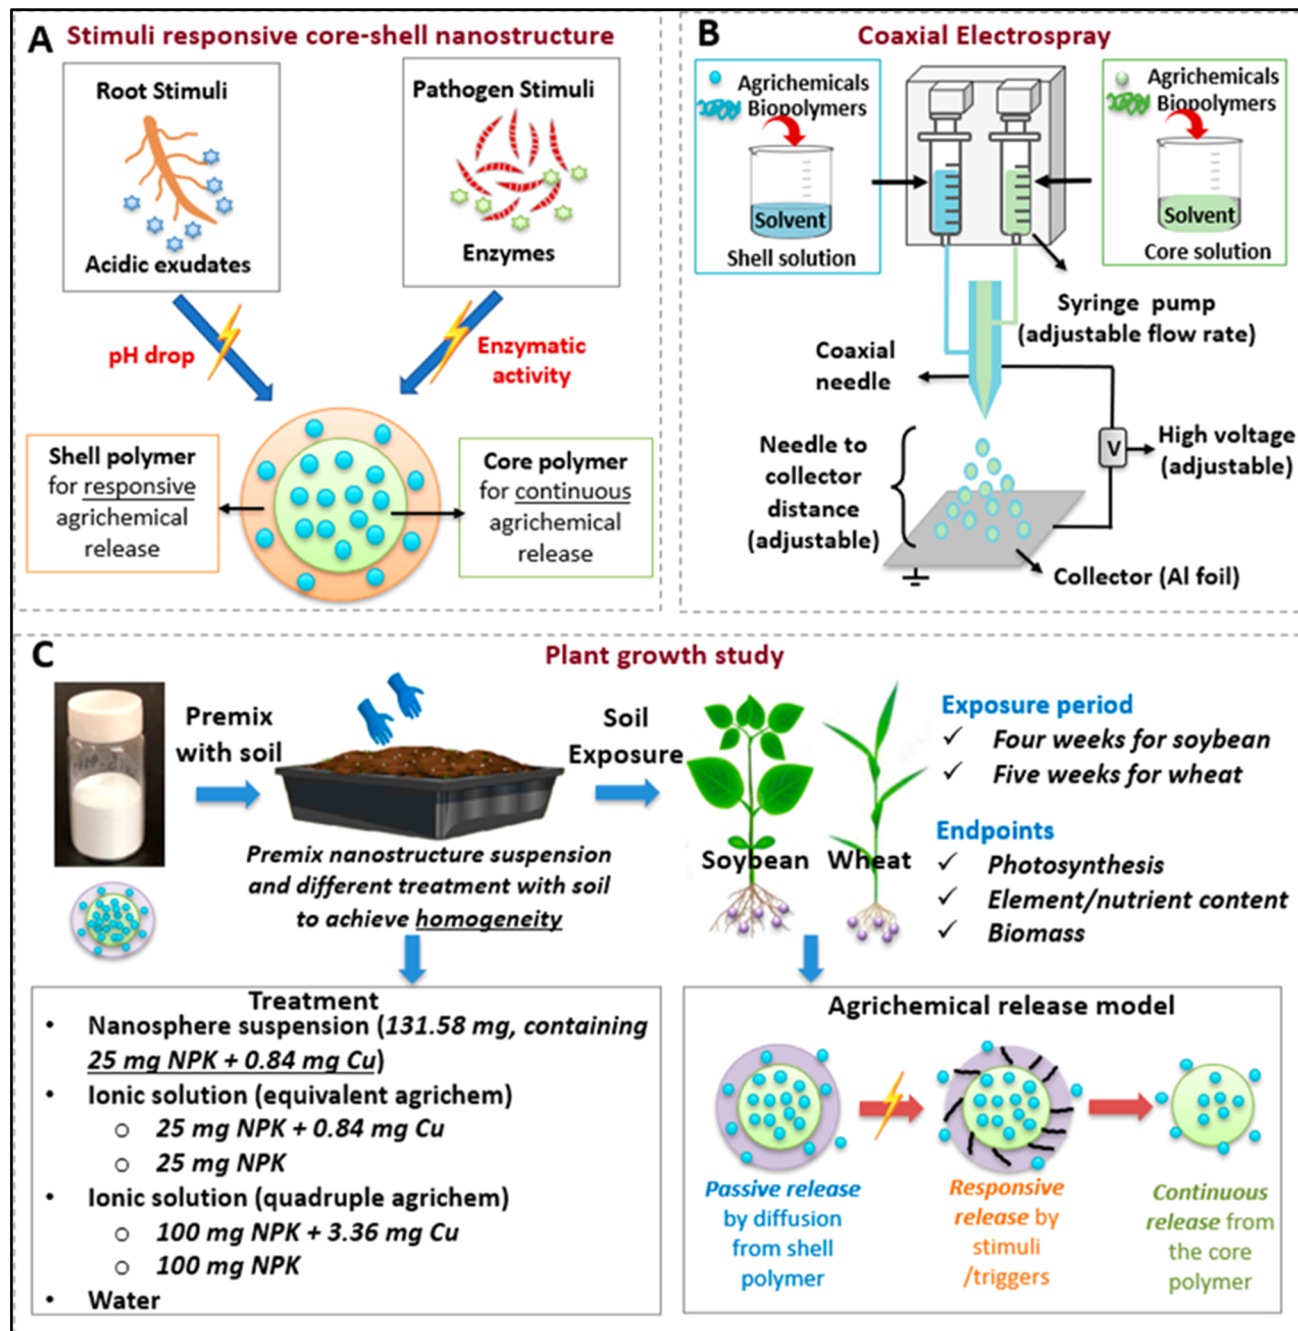 A
Stimuli responsive core-shell nanostructure
Root Stimuli
Acidic exudates
Pathogen Stimuli
Enzymes
pH drop
Enzymatic
activity
Shell polymer
for responsive
agrichemical
release
Core polymer
for continuous
agrichemical
release
B
Coaxial Electrospray
Agrichemicals
Biopolymers
Solvent
Shell solution
Agrichemicals
Biopolymers
Solvent
Core solution
Syringe pump
(adjustable flow rate)
Coaxial
needle
Needle to
collector
distance
(adjustable)
V
High voltage
(adjustable)
Collector (Al foil)
C
Plant growth study
Premix
with soil
Soil
Exposure
Premix nanostructure suspension
and different treatment with soil
to achieve homogeneity
Soybean
Wheat
Exposure period
✓ Four weeks for soybean
✓ Five weeks for wheat
Endpoints
✓ Photosynthesis
✓ Element/nutrient content
✓ Biomass
Treatment
• Nanosphere suspension (131.58 mg, containing
25 mg NPK + 0.84 mg Cu)
• Ionic solution (equivalent agrichem)
o 25 mg NPK + 0.84 mg Cu
o 25 mg NPK
• Ionic solution (quadruple agrichem)
o 100 mg NPK + 3.36 mg Cu
o 100 mg NPK
• Water
Agrichemical release model
Passive release
by diffusion
from shell
polymer
Responsive
release by
stimuli
/triggers
Continuous
release from
the core
polymer